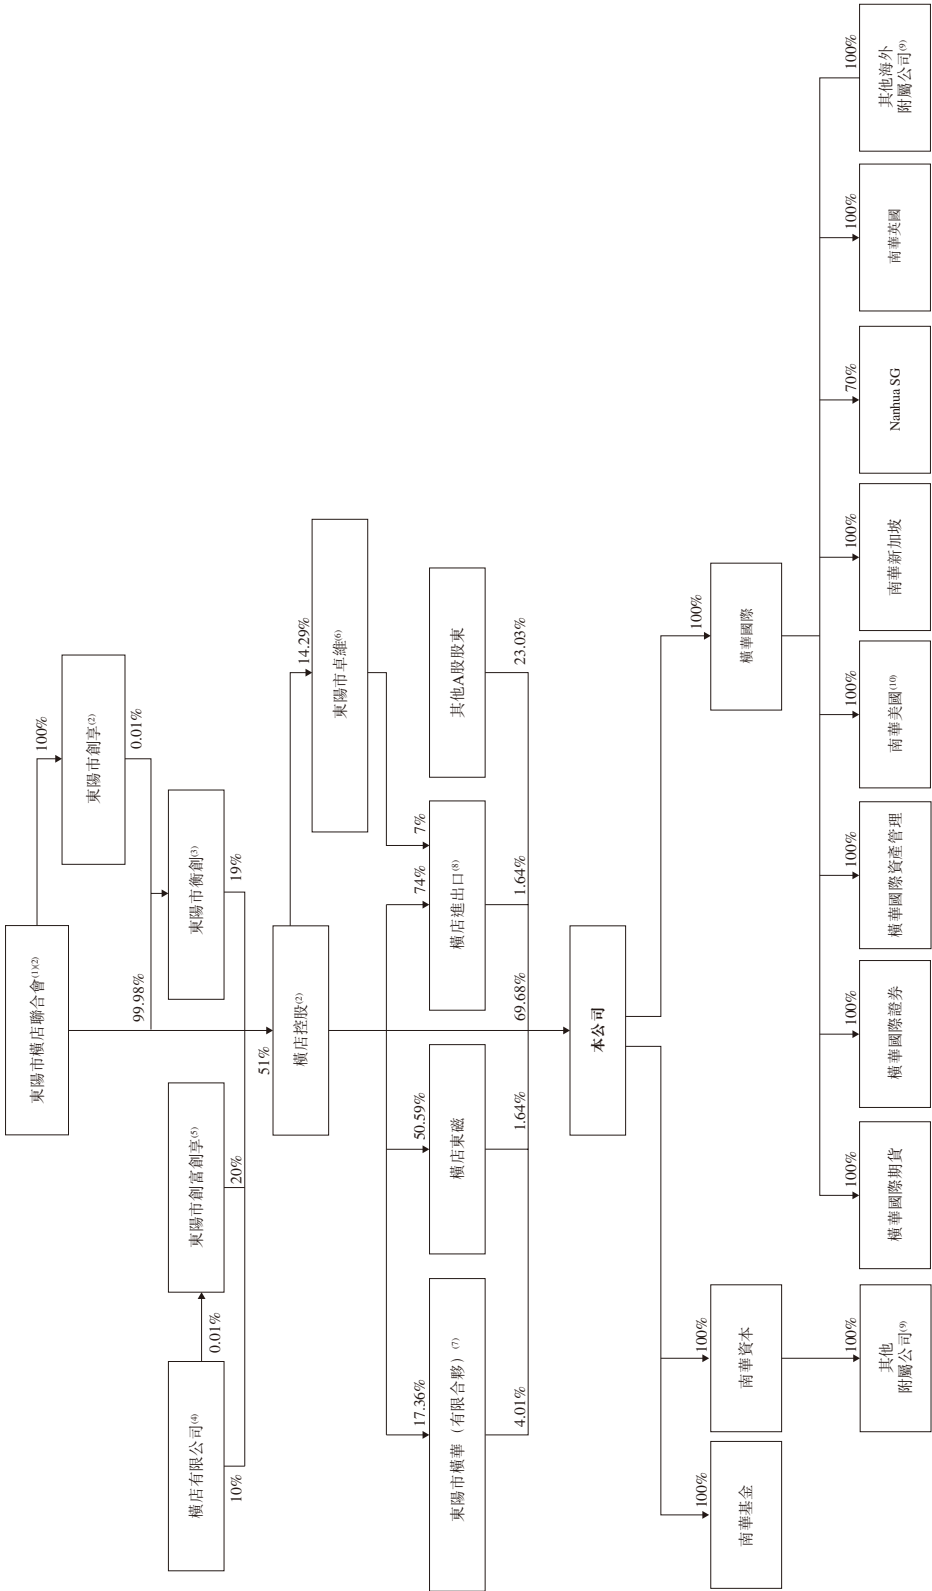 東陽市橫店聯合會(1)(2)
100%
東陽市創享(2)
0.01%
99.98%
橫店有限公司(4)
0.01%
東陽市創富創享(5)
東陽市衡創(3)
10%
20%
51%
19%
橫店控股(2)
14.29%
東陽市卓維(6)
17.36%
50.59%
74%
7%
東陽市橫華（有限合夥）(7)
橫店東磁
橫店進出口(8)
其他A股股東
4.01%
1.64%
69.68%
1.64%
23.03%
本公司
100%
100%
100%
南華基金
南華資本
橫華國際
100%
100%
100%
100%
100%
100%
70%
100%
100%
其他
附屬公司(9)
橫華國際期貨
橫華國際證券
橫華國際資產管理
南華美國(10)
南華新加坡
Nanhua SG
南華英國
其他海外
附屬公司(9)